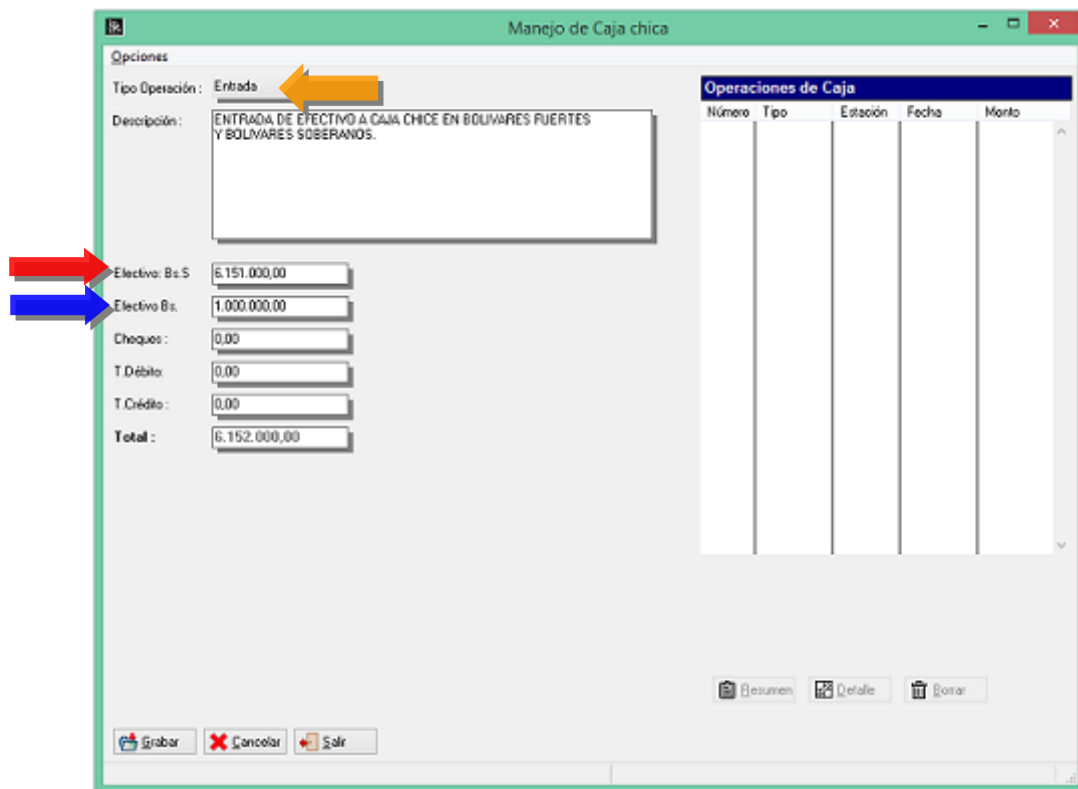 Manejo de Caja chica
Opciones
Tipo Operación : Entrada
Descripción : ENTRADA DE EFECTIVO A CAJA CHICE EN BOLIVARES FUERTES
Y BOLIVARES SOBERANOS.
Efectivo: Bs.S 6.151.000,00
Efectivo Bs. 1.000.000,00
Cheques : 0,00
T.Débito: 0,00
T.Crédito : 0,00
Total : 6.152.000,00
Operaciones de Caja
Número Tipo Estación Fecha Monto
Resumen Detalle Borrar
Grabar Cancelar Salir